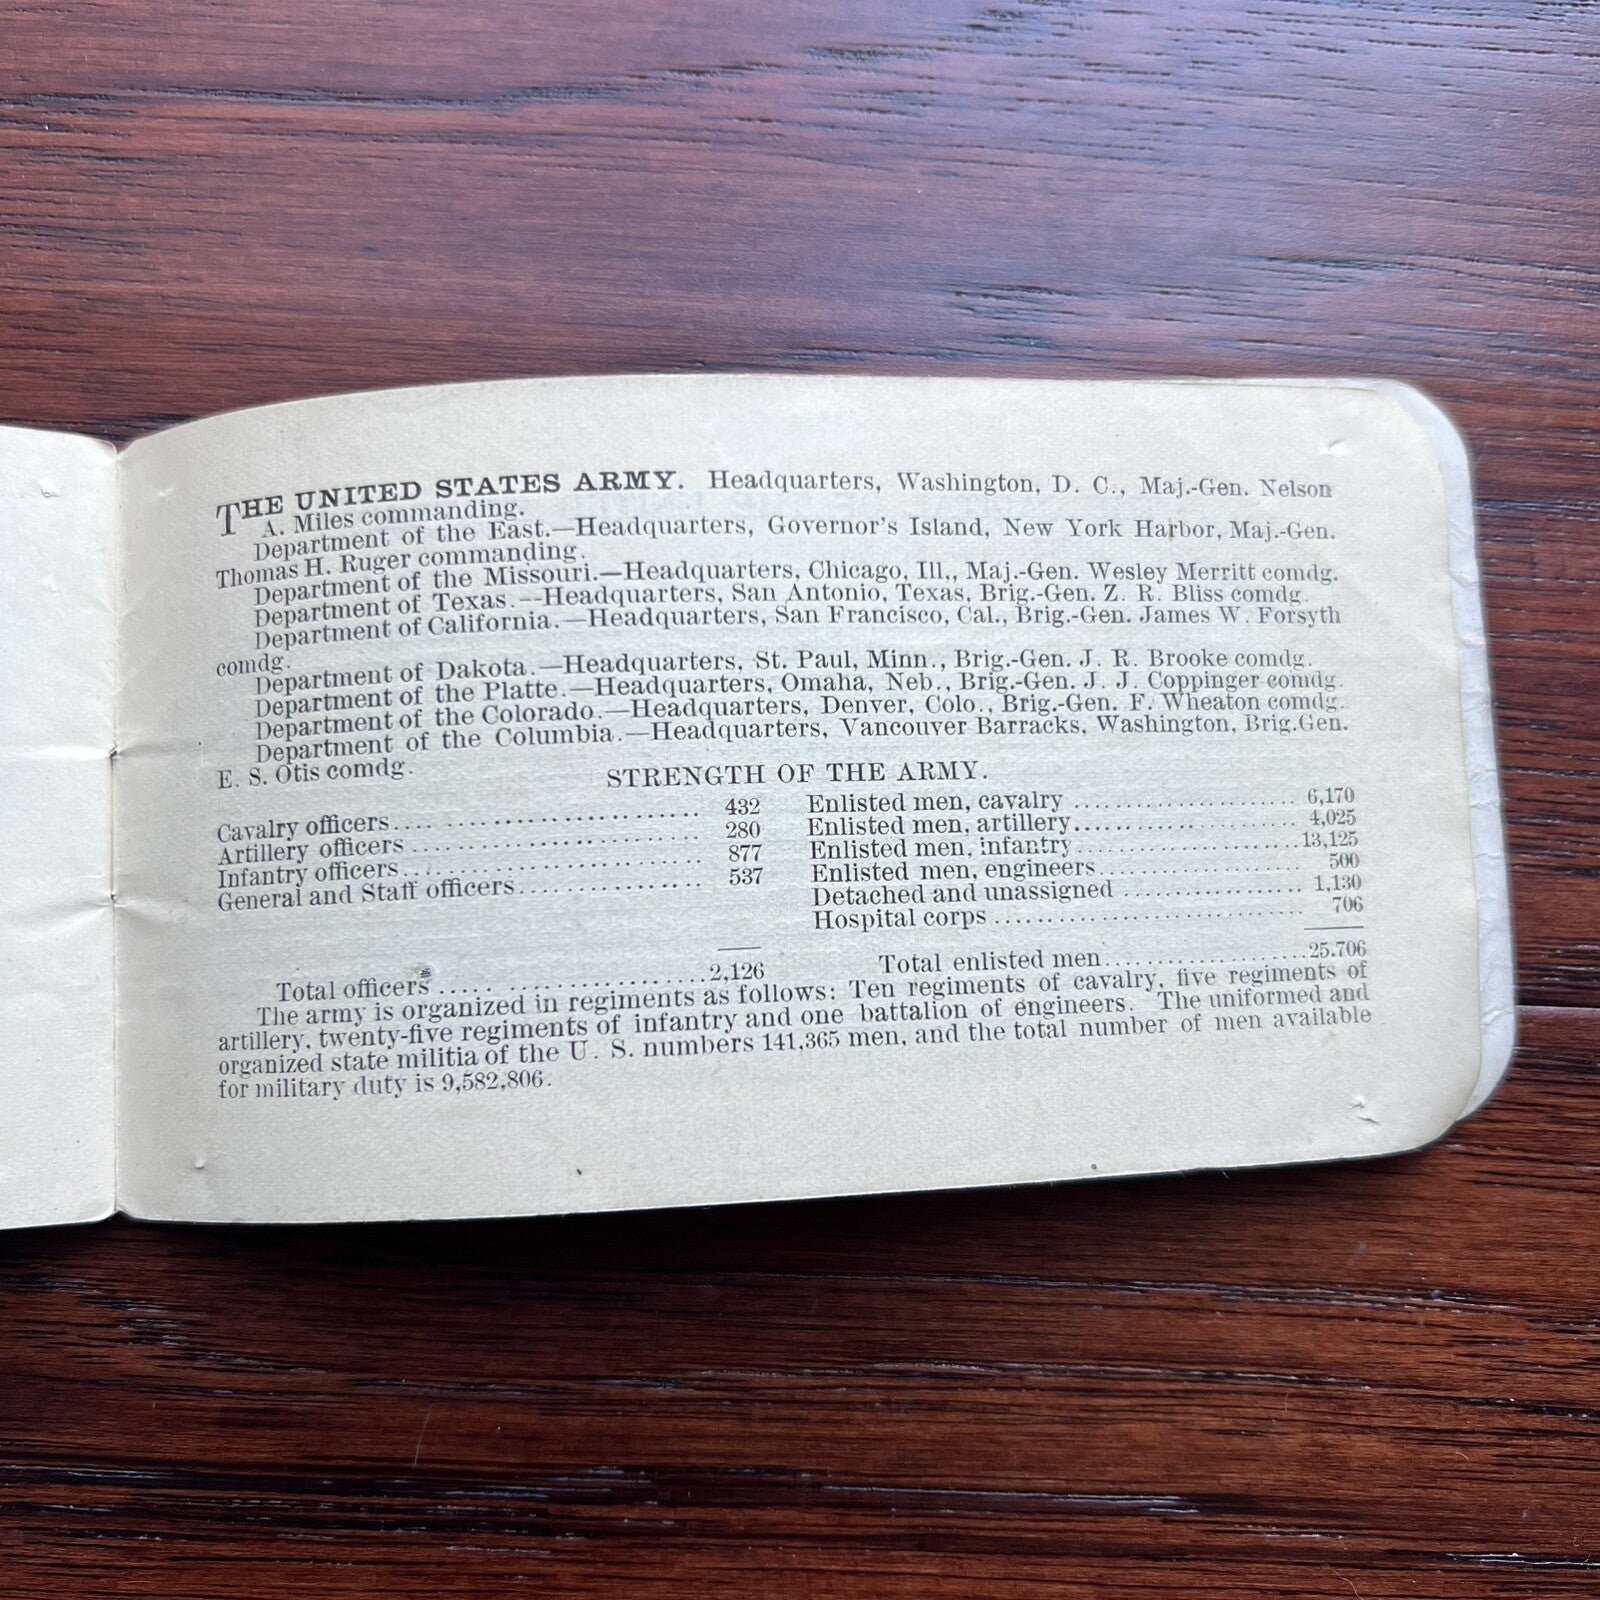 THE UNITED STATES ARMY. Headquarters, Washington, D. C., Maj.-Gen. Nelson
A. Miles commanding.
Department of the East.—Headquarters, Governor's Island, New York Harbor, Maj.-Gen.
Thomas H. Ruger commanding.
Department of the Missouri.—Headquarters, Chicago, Ill., Maj.-Gen. Wesley Merritt comdg.
Department of Texas.—Headquarters, San Antonio, Texas, Brig.-Gen. Z. R. Bliss comdg.
Department of California.—Headquarters, San Francisco, Cal., Brig.-Gen. James W. Forsyth
comdg.
Department of Dakota.—Headquarters, St. Paul, Minn., Brig.-Gen. J. R. Brooke comdg.
Department of the Platte.—Headquarters, Omaha, Neb., Brig.-Gen. J. J. Coppinger comdg.
Department of the Colorado.—Headquarters, Denver, Colo., Brig.-Gen. F. Wheaton comdg.
Department of the Columbia.—Headquarters, Vancouver Barracks, Washington, Brig.Gen.
E. S. Otis comdg.
STRENGTH OF THE ARMY.
Cavalry officers.... 432
Artillery officers .... 280
Infantry officers.... 877
General and Staff officers.... 537
Total officers .... 2,126
Enlisted men, cavalry .... 6,170
Enlisted men, artillery.... 4,025
Enlisted men, infantry.... 13,125
Enlisted men, engineers.... 500
Detached and unassigned .... 1,130
Hospital corps .... 706
Total enlisted men.... 25.706
The army is organized in regiments as follows: Ten regiments of cavalry, five regiments of
artillery, twenty-five regiments of infantry and one battalion of engineers. The uniformed and
organized state militia of the U. S. numbers 141,365 men, and the total number of men available
for military duty is 9,582,806.